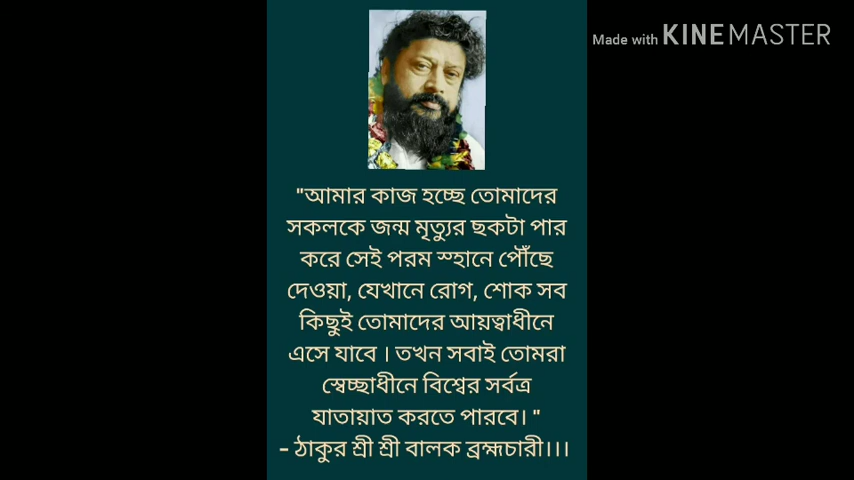 Made with KINEMASTER
"আমার কাজ হচ্ছে তোমাদের
সকলকে জন্ম মৃত্যুর ছকটা পার
করে সেই পরম স্হানে পৌঁছে
দেওয়া, যেখানে রোগ, শোক সব
কিছুই তোমাদের আয়ত্বাধীনে
এসে যাবে । তখন সবাই তোমরা
স্বেচ্ছাধীনে বিশ্বের সর্বত্র
যাতায়াত করতে পারবে। "
– ঠাকুর শ্রী শ্রী বালক ব্রহ্মচারী।।।